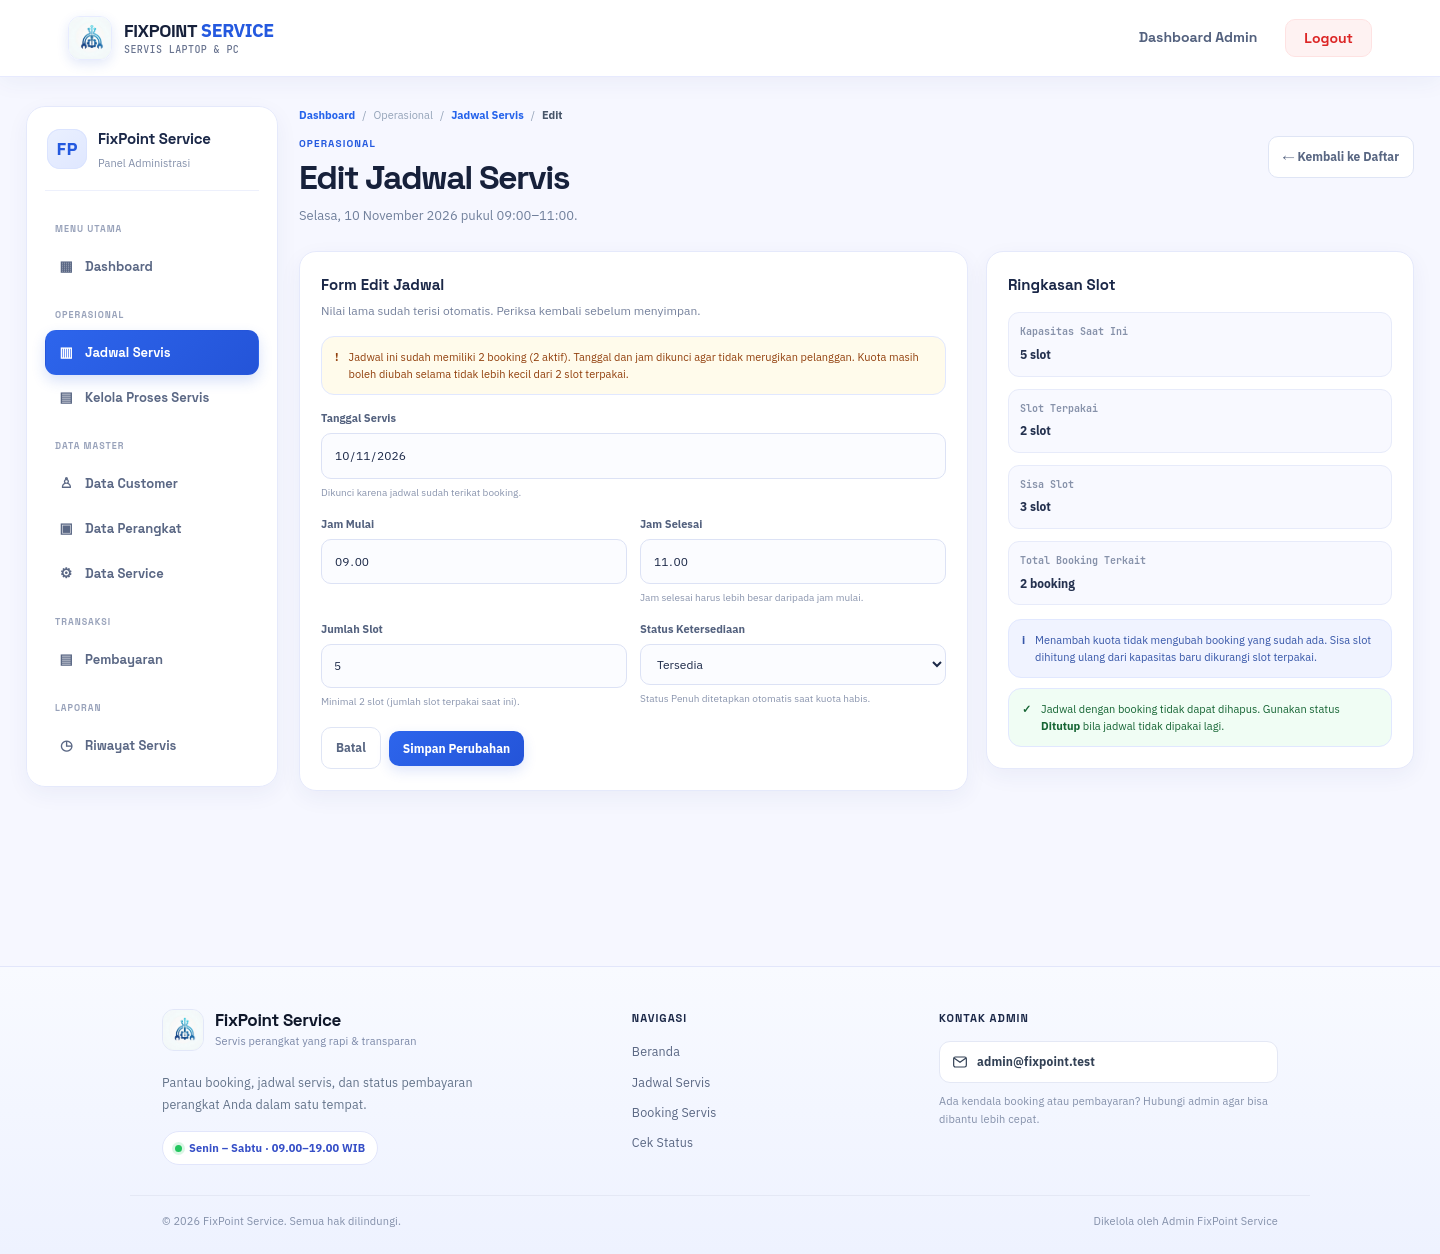 FIXPOINT SERVICE
SERVIS LAPTOP & PC
Dashboard Admin
Logout
FP
FixPoint Service
Panel Administrasi
MENU UTAMA
Dashboard
OPERASIONAL
Jadwal Servis
Kelola Proses Servis
DATA MASTER
Data Customer
Data Perangkat
Data Service
TRANSAKSI
Pembayaran
LAPORAN
Riwayat Servis
Dashboard / Operasional / Jadwal Servis / Edit
OPERASIONAL
Edit Jadwal Servis
Selasa, 10 November 2026 pukul 09:00–11:00.
← Kembali ke Daftar
Form Edit Jadwal
Nilai lama sudah terisi otomatis. Periksa kembali sebelum menyimpan.
! Jadwal ini sudah memiliki 2 booking (2 aktif). Tanggal dan jam dikunci agar tidak merugikan pelanggan. Kuota masih
boleh diubah selama tidak lebih kecil dari 2 slot terpakai.
Tanggal Servis
10/11/2026
Dikunci karena jadwal sudah terikat booking.
Jam Mulai
09.00
Jam Selesai
11.00
Jam selesai harus lebih besar daripada jam mulai.
Jumlah Slot
5
Minimal 2 slot (jumlah slot terpakai saat ini).
Status Ketersediaan
Tersedia
Status Penuh ditetapkan otomatis saat kuota habis.
Batal
Simpan Perubahan
Ringkasan Slot
Kapasitas Saat Ini
5 slot
Slot Terpakai
2 slot
Sisa Slot
3 slot
Total Booking Terkait
2 booking
i Menambah kuota tidak mengubah booking yang sudah ada. Sisa slot
dihitung ulang dari kapasitas baru dikurangi slot terpakai.
✓ Jadwal dengan booking tidak dapat dihapus. Gunakan status
Ditutup bila jadwal tidak dipakai lagi.
FixPoint Service
Servis perangkat yang rapi & transparan
Pantau booking, jadwal servis, dan status pembayaran
perangkat Anda dalam satu tempat.
Senin – Sabtu · 09.00–19.00 WIB
NAVIGASI
Beranda
Jadwal Servis
Booking Servis
Cek Status
KONTAK ADMIN
admin@fixpoint.test
Ada kendala booking atau pembayaran? Hubungi admin agar bisa
dibantu lebih cepat.
© 2026 FixPoint Service. Semua hak dilindungi.
Dikelola oleh Admin FixPoint Service